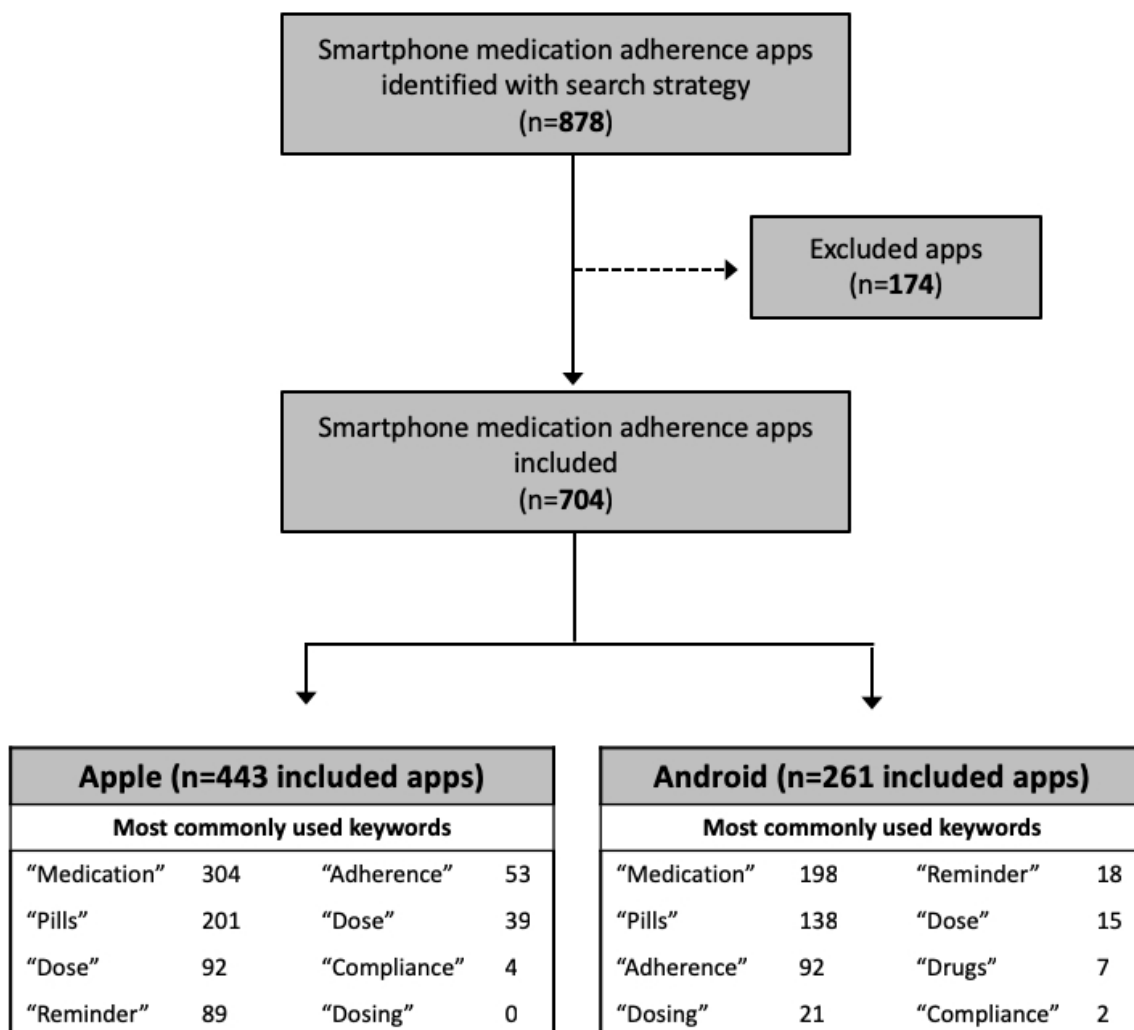 Smartphone medication adherence apps
identified with search strategy
(n=878)
Excluded apps
(n=174)
Smartphone medication adherence apps
included
(n=704)
Apple (n=443 included apps)
Most commonly used keywords
“Medication” 304 “Adherence” 53
“Pills” 201 “Dose” 39
“Dose” 92 “Compliance” 4
“Reminder” 89 “Dosing” 0
Android (n=261 included apps)
Most commonly used keywords
“Medication” 198 “Reminder” 18
“Pills” 138 “Dose” 15
“Adherence” 92 “Drugs” 7
“Dosing” 21 “Compliance” 2